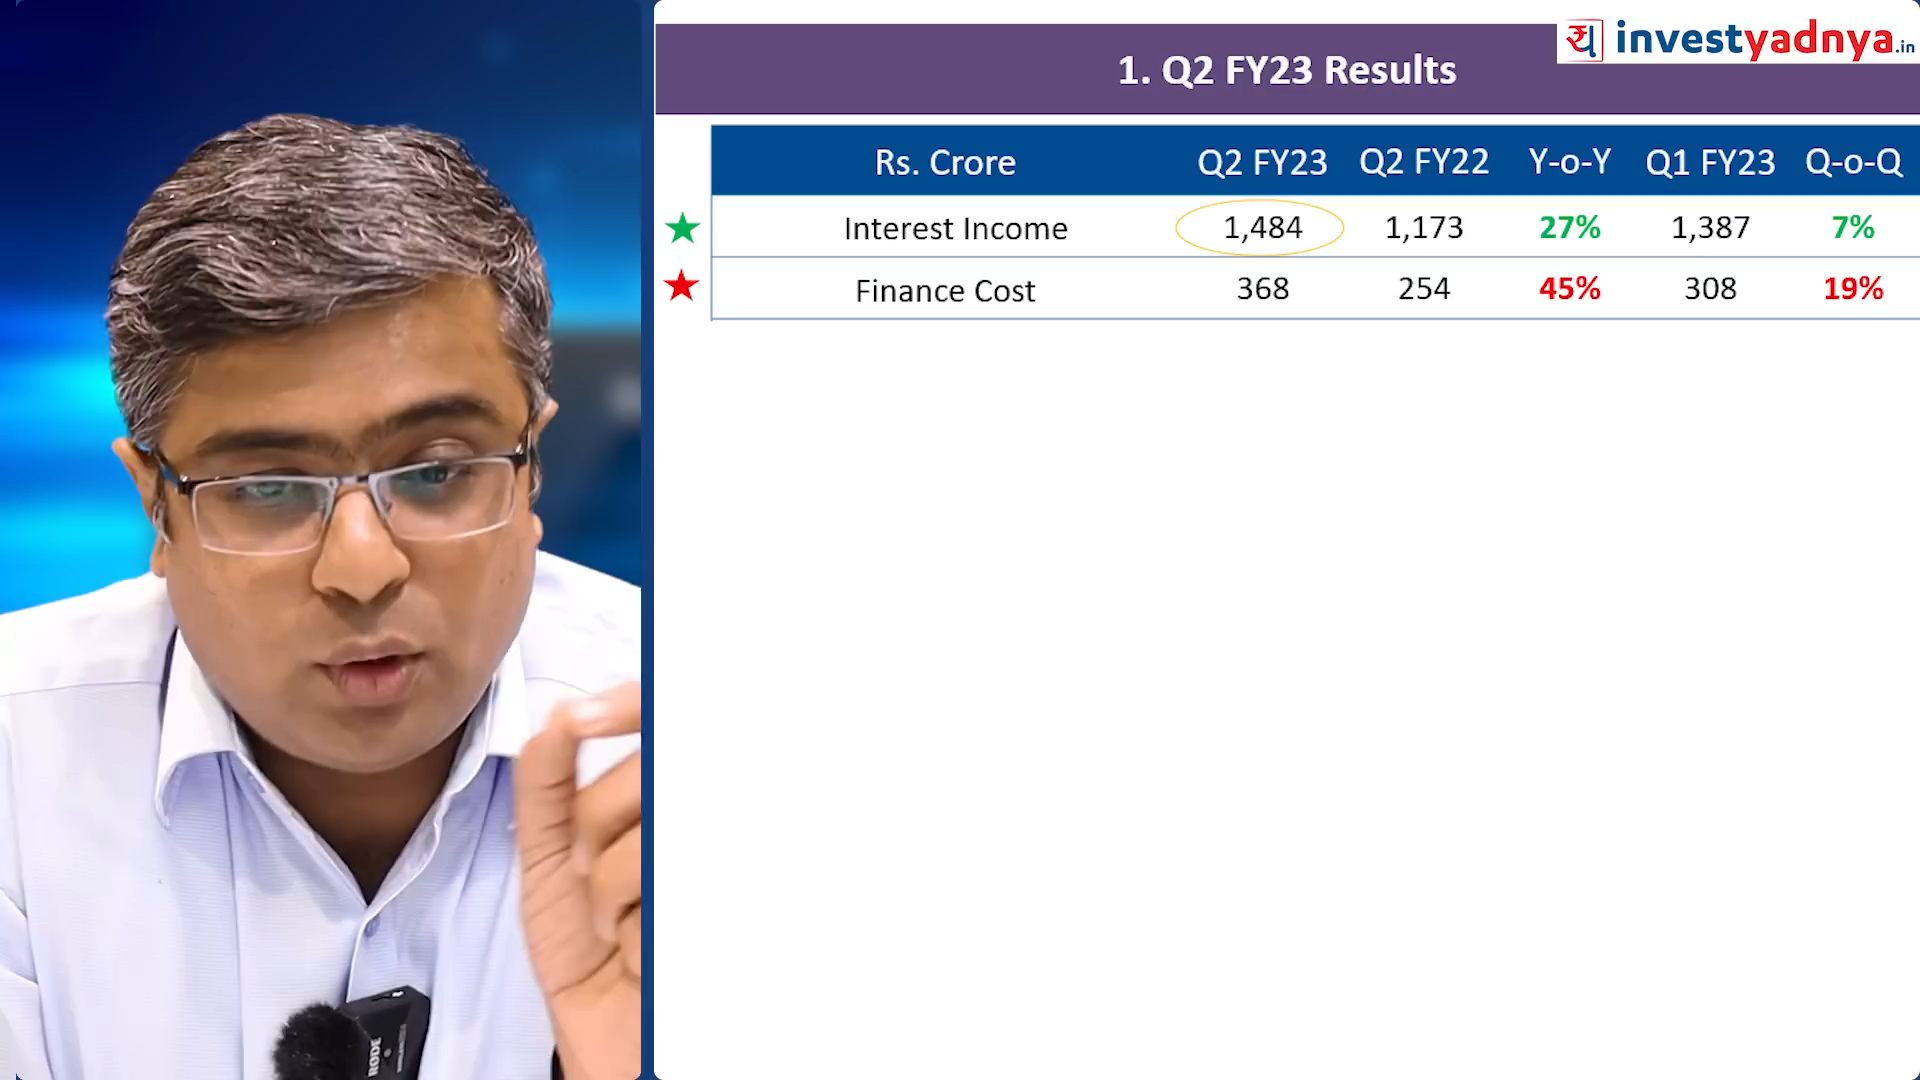 य investyadnya.in
1. Q2 FY23 Results
Rs. Crore Q2 FY23 Q2 FY22 Y-o-Y Q1 FY23 Q-o-Q
Interest Income 1,484 1,173 27% 1,387 7%
Finance Cost 368 254 45% 308 19%
RØDE